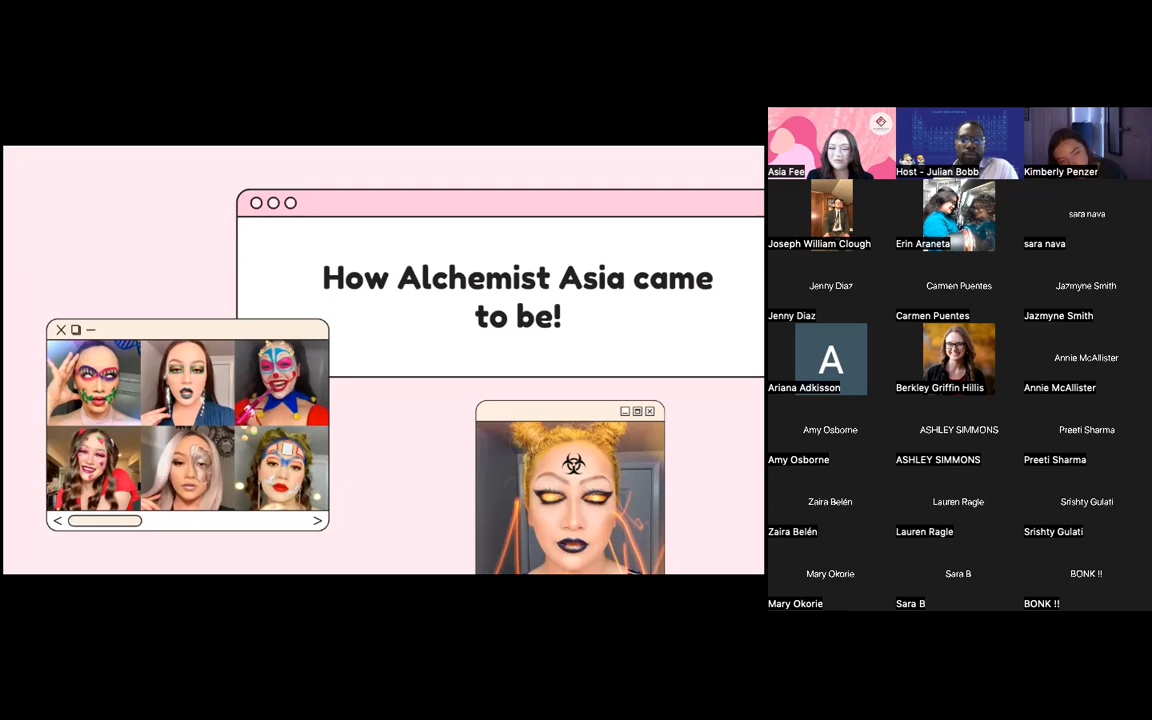 How Alchemist Asia came
to be!
Asia Fee
Host - Julian Bobb
Kimberly Penzer
Joseph William Clough
Erin Araneta
sara nava
sara nava
Jenny Diaz
Jenny Diaz
Carmen Puentes
Carmen Puentes
Jazmyne Smith
Jazmyne Smith
A
Ariana Adkisson
Berkley Griffin Hillis
Annie McAllister
Annie McAllister
Amy Osborne
Amy Osborne
ASHLEY SIMMONS
ASHLEY SIMMONS
Preeti Sharma
Preeti Sharma
Zaira Belén
Zaira Belén
Lauren Ragle
Lauren Ragle
Srishty Gulati
Srishty Gulati
Mary Okorie
Mary Okorie
Sara B
Sara B
BONK !!
BONK !!